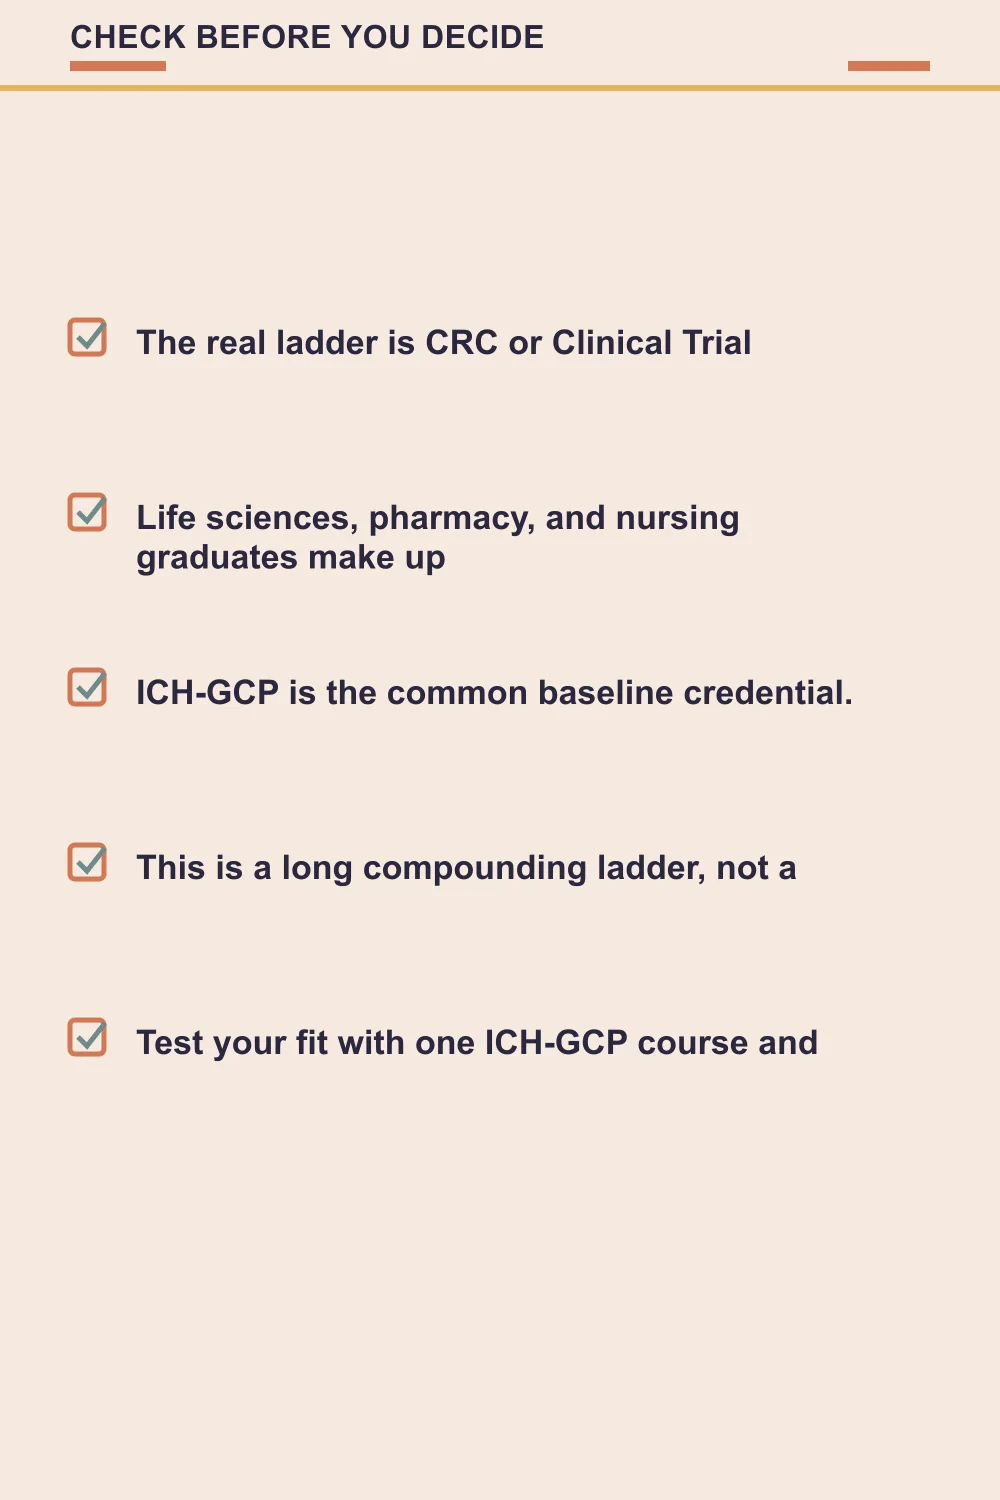 CHECK BEFORE YOU DECIDE
The real ladder is CRC or Clinical Trial
Life sciences, pharmacy, and nursing
graduates make up
ICH-GCP is the common baseline credential.
This is a long compounding ladder, not a
Test your fit with one ICH-GCP course and